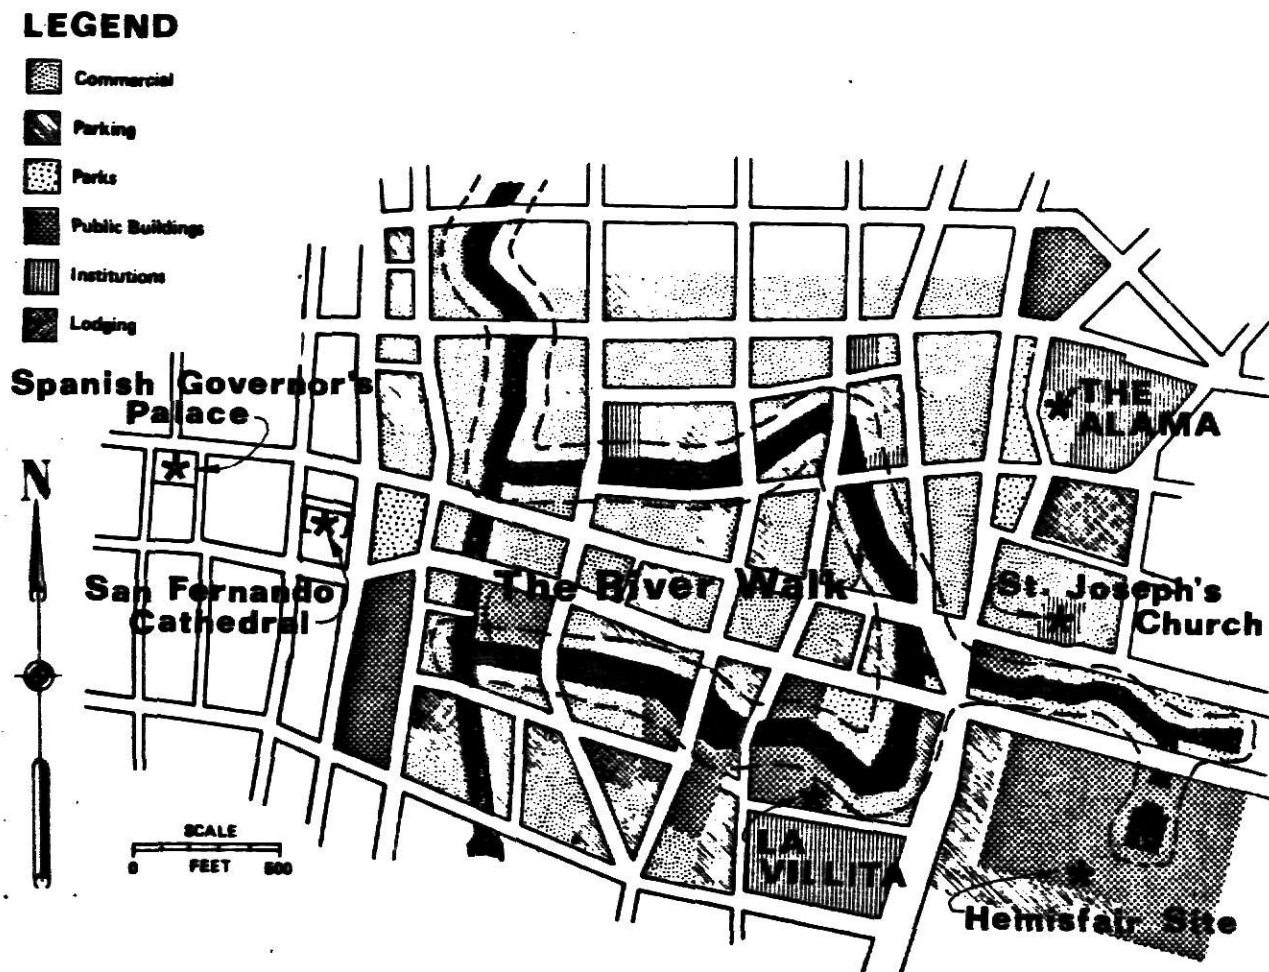 LEGEND
Commercial
Parking
Parks
Public Buildings
Institutions
Lodging
Spanish Governor's
Palace
THE
ALAMA
N
San Fernando
Cathedral
The River Walk
St. Joseph's
Church
SCALE
0 FEET 500
LA
VILLITA
Hemisfair Site